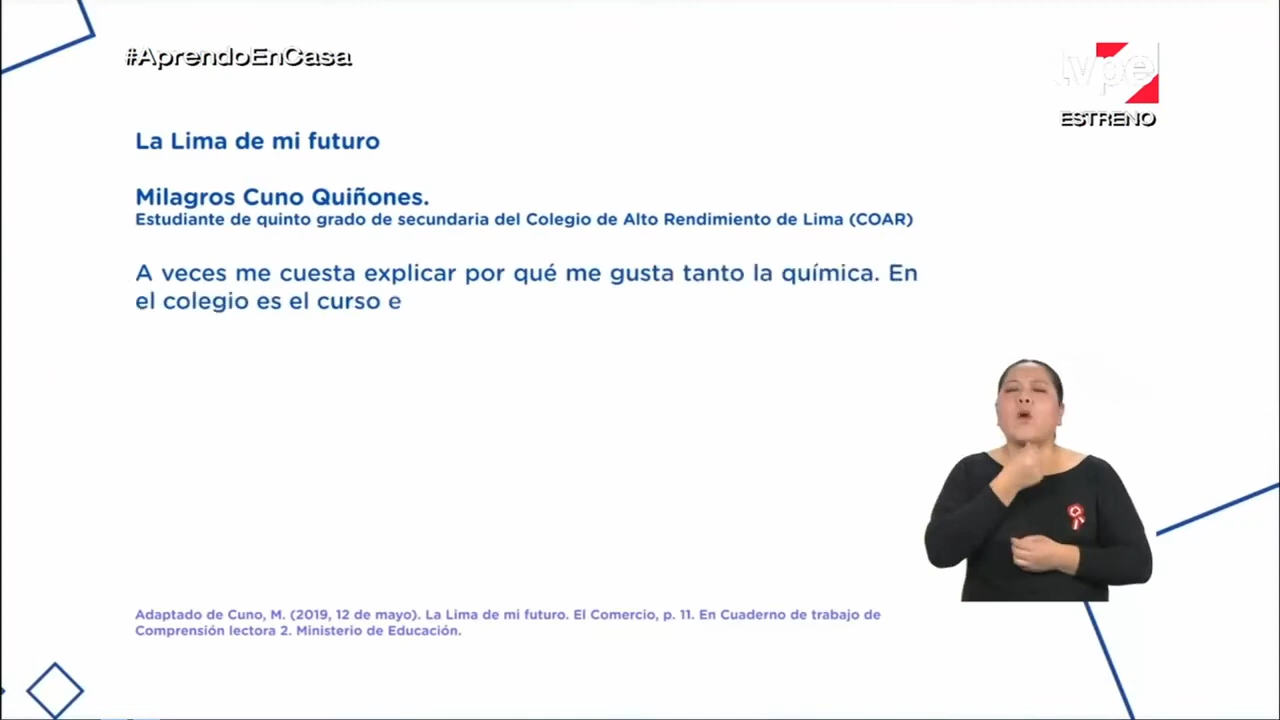 #AprendoEnCasa
tvpe
ESTRENO
La Lima de mi futuro
Milagros Cuno Quiñones.
Estudiante de quinto grado de secundaria del Colegio de Alto Rendimiento de Lima (COAR)
A veces me cuesta explicar por qué me gusta tanto la química. En
el colegio es el curso e
Adaptado de Cuno, M. (2019, 12 de mayo). La Lima de mi futuro. El Comercio, p. 11. En Cuaderno de trabajo de
Comprensión lectora 2. Ministerio de Educación.